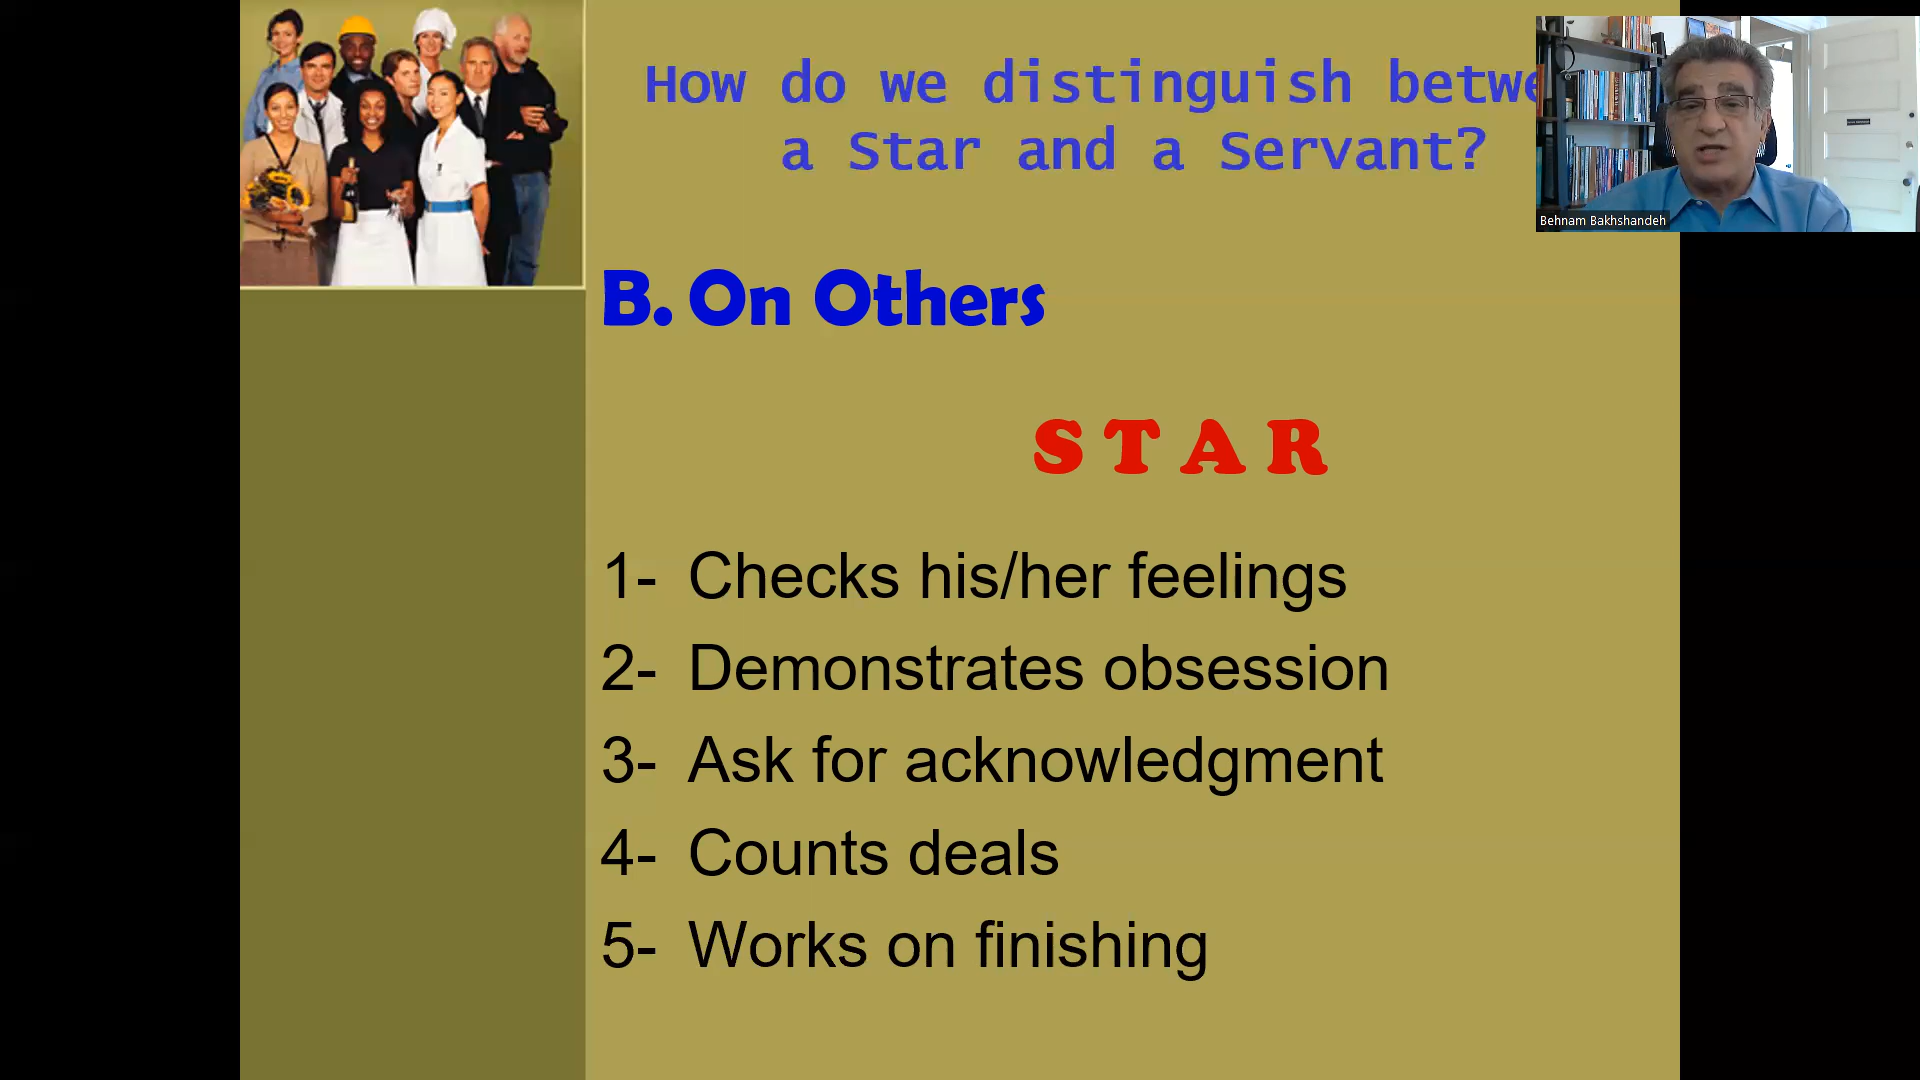 How do we distinguish betwe
a Star and a Servant?
Behnam Bakhshandeh
B. On Others
STAR
1- Checks his/her feelings
2- Demonstrates obsession
3- Ask for acknowledgment
4- Counts deals
5- Works on finishing